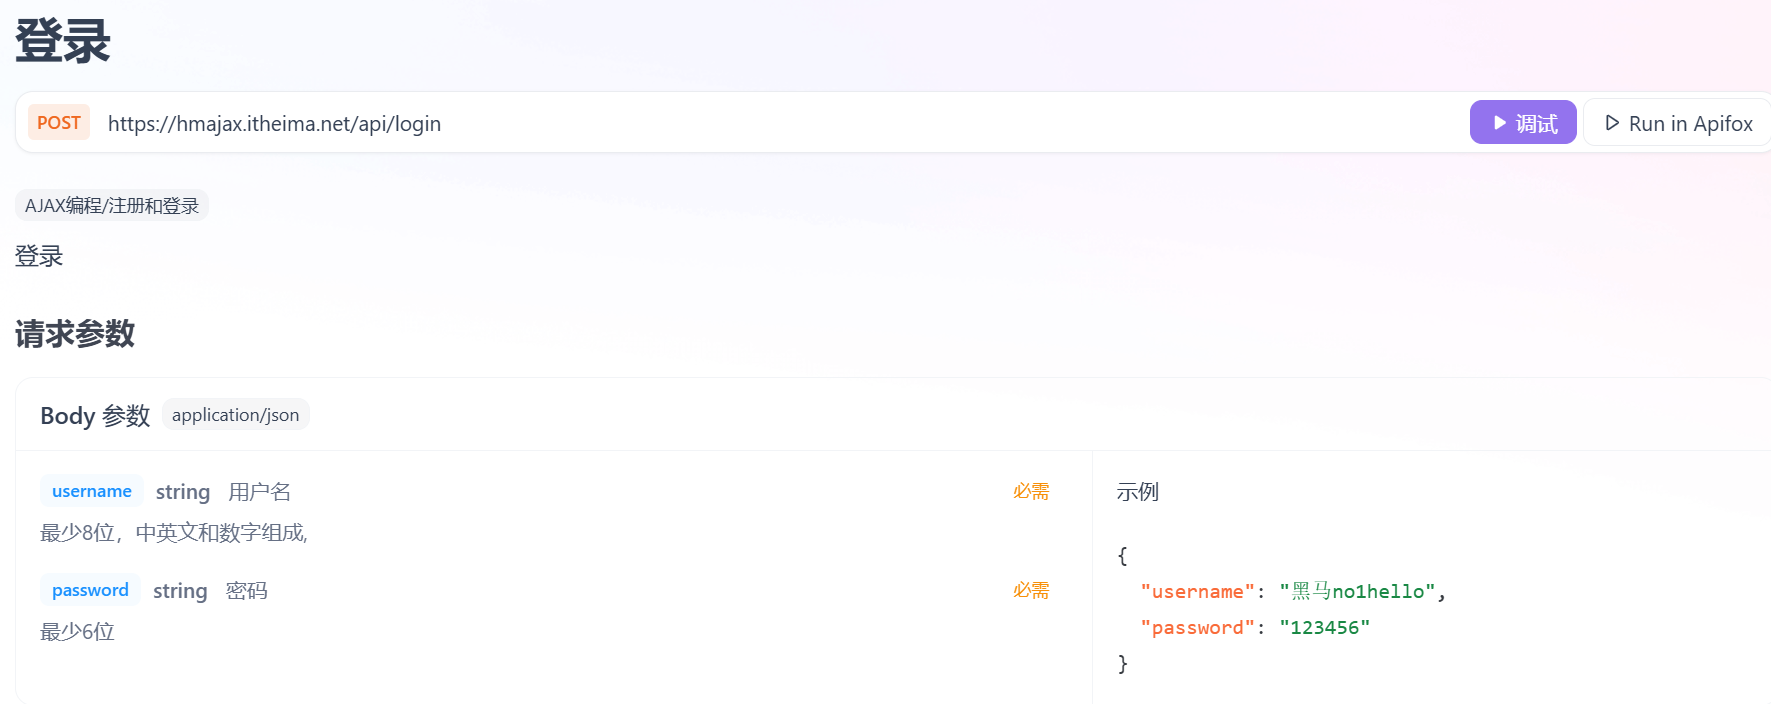 登录
POST https://hmajax.itheima.net/api/login 调试 Run in Apifox
AJAX编程/注册和登录
登录
请求参数
Body 参数 application/json
username string 用户名 必需
最少8位，中英文和数字组成,
password string 密码 必需
最少6位
示例
{
"username": "黑马no1hello",
"password": "123456"
}